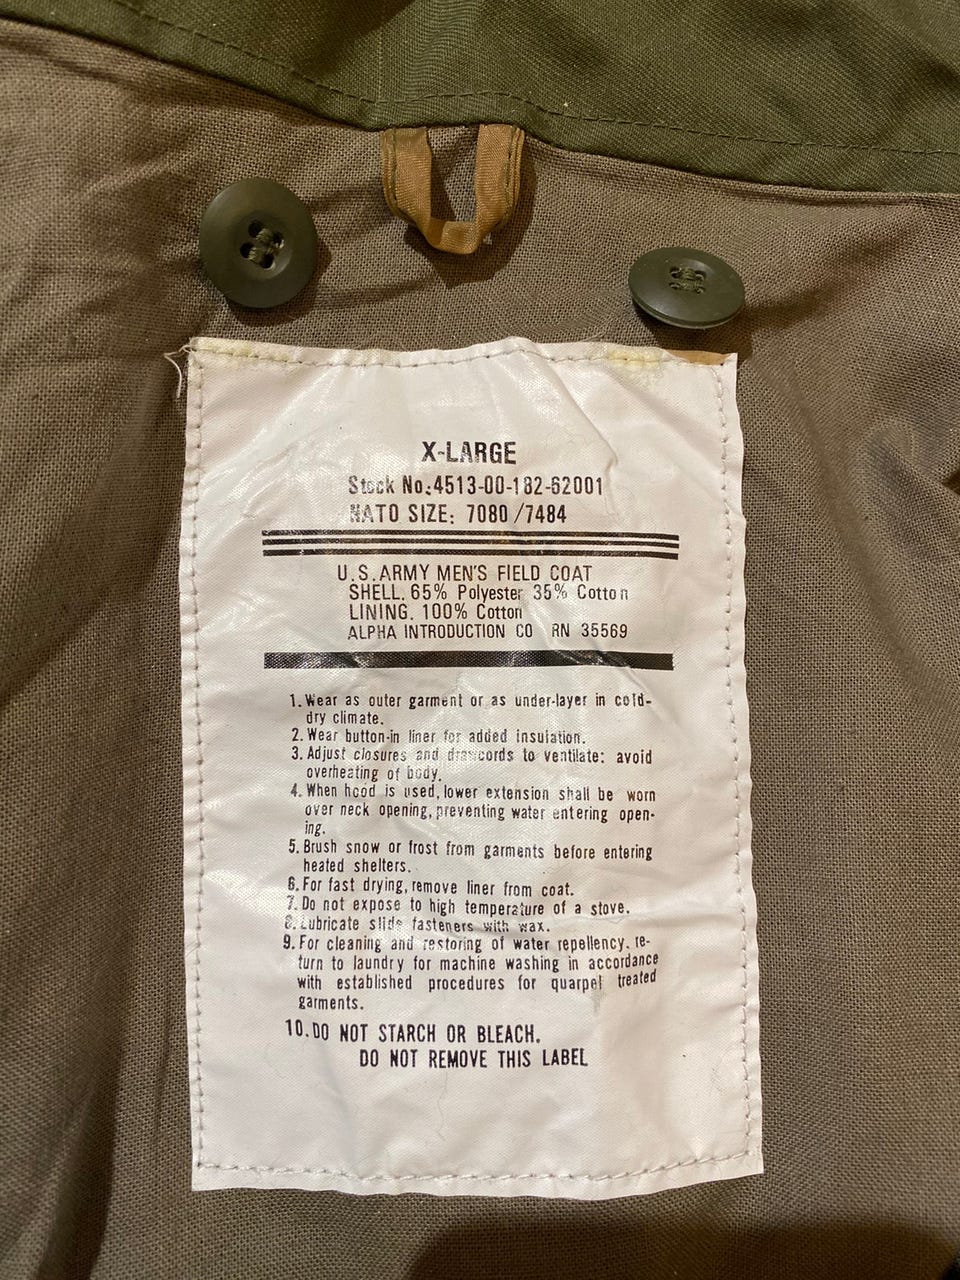 X-LARGE
Stock No.:4513-00-182-62001
NATO SIZE: 7080/7484
U.S.ARMY MEN'S FIELD COAT
SHELL. 65% Polyester 35% Cotton
LINING. 100% Cotton
ALPHA INTRODUCTION CO RN 35569
1. Wear as outer garment or as under-layer in cold-
dry climate.
2. Wear button-in liner for added insulation.
3. Adjust closures and drawcords to ventilate: avoid
overheating of body.
4. When hood is used, lower extension shall be worn
over neck opening, preventing water entering open-
ing.
5. Brush snow or frost from garments before entering
heated shelters.
6. For fast drying, remove liner from coat.
7. Do not expose to high temperature of a stove.
8. Lubricate slide fasteners with wax.
9. For cleaning and restoring of water repellency. re-
turn to laundry for machine washing in accordance
with established procedures for quarpel treated
garments.
10. DO NOT STARCH OR BLEACH.
DO NOT REMOVE THIS LABEL